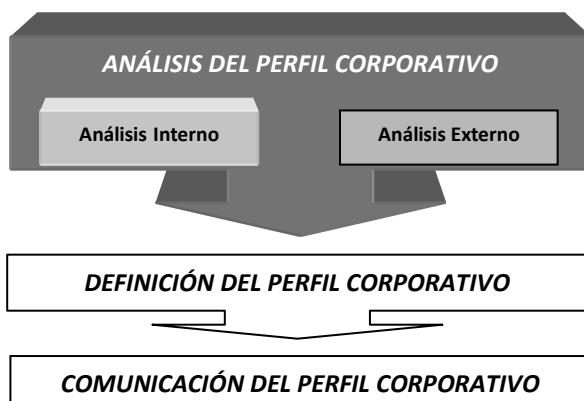 ANÁLISIS DEL PERFIL CORPORATIVO
Análisis Interno
Análisis Externo
DEFINICIÓN DEL PERFIL CORPORATIVO
COMUNICACIÓN DEL PERFIL CORPORATIVO